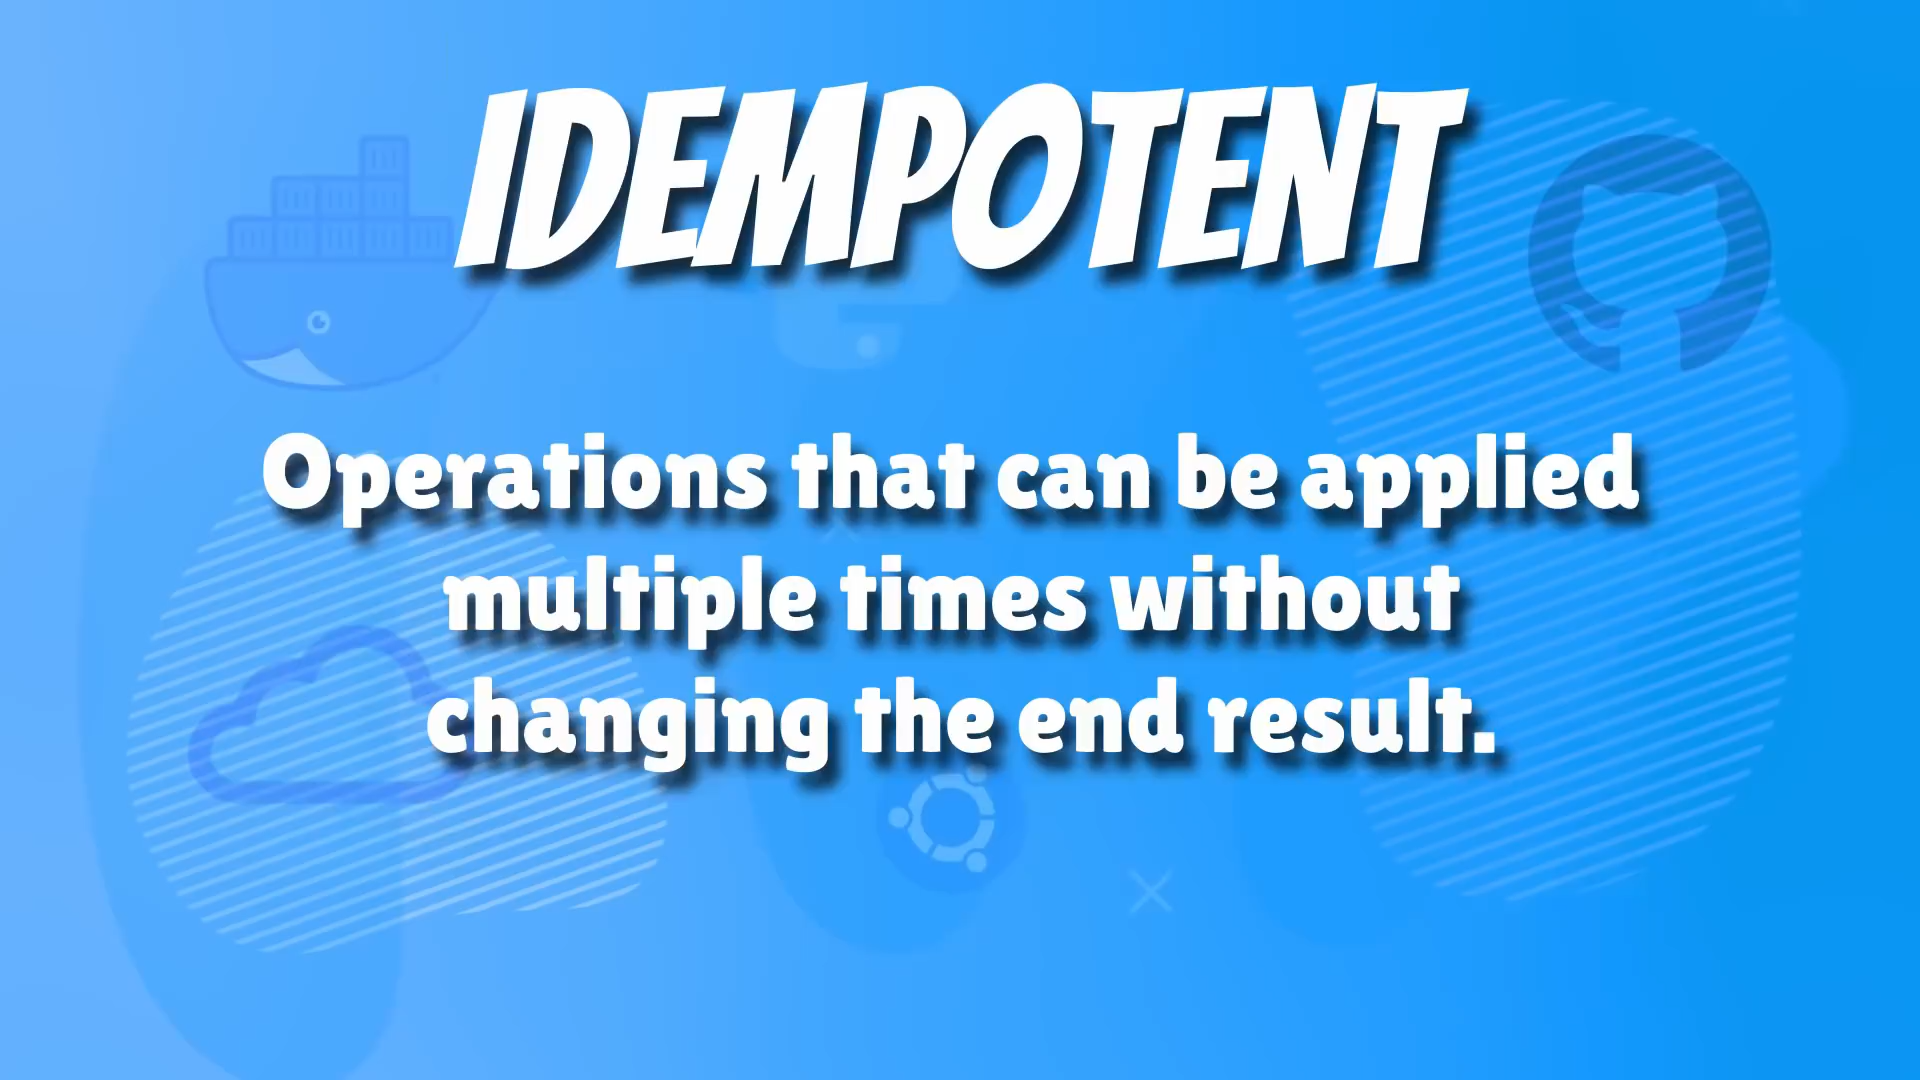 IDEMPOTENT
Operations that can be applied
multiple times without
changing the end result.